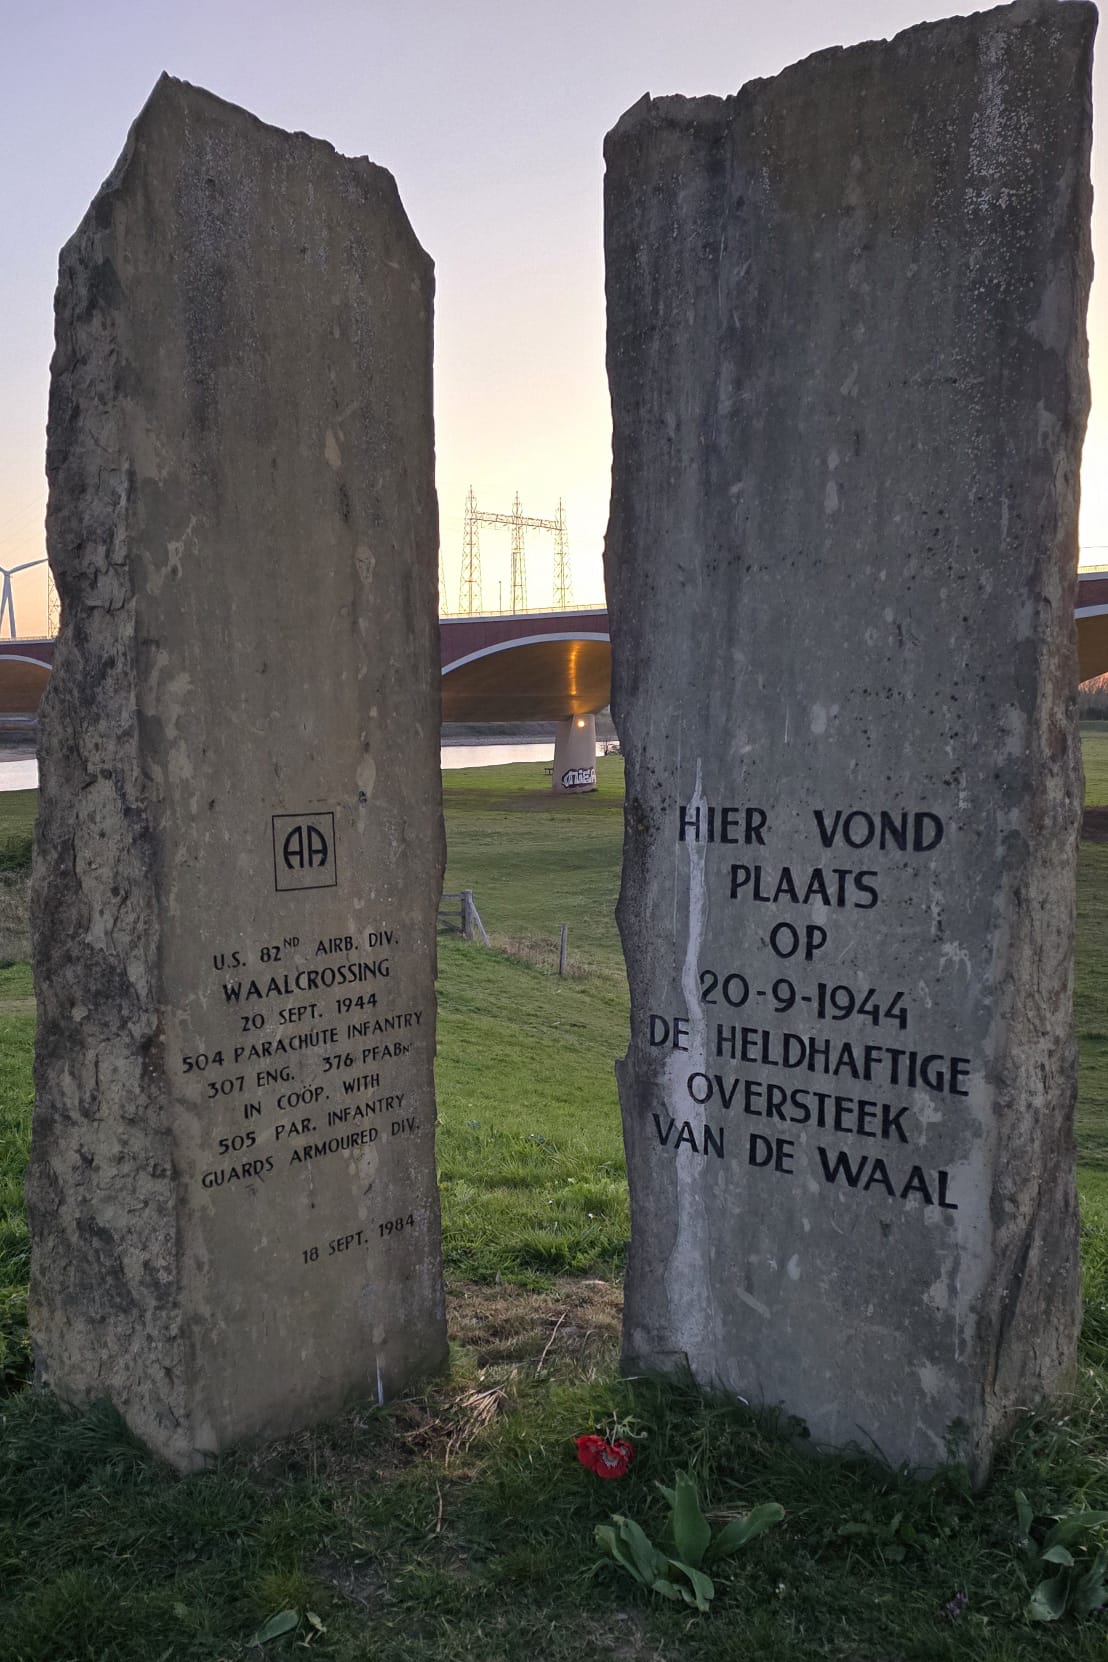 AA
U.S. 82ND AIRB. DIV.
WAALCROSSING
20 SEPT. 1944
504 PARACHUTE INFANTRY
307 ENG. 376 PFABN
IN COÖP. WITH
505 PAR. INFANTRY
GUARDS ARMOURED DIV.
18 SEPT. 1984
HIER VOND
PLAATS
OP
20-9-1944
DE HELDHAFTIGE
OVERSTEEK
VAN DE WAAL